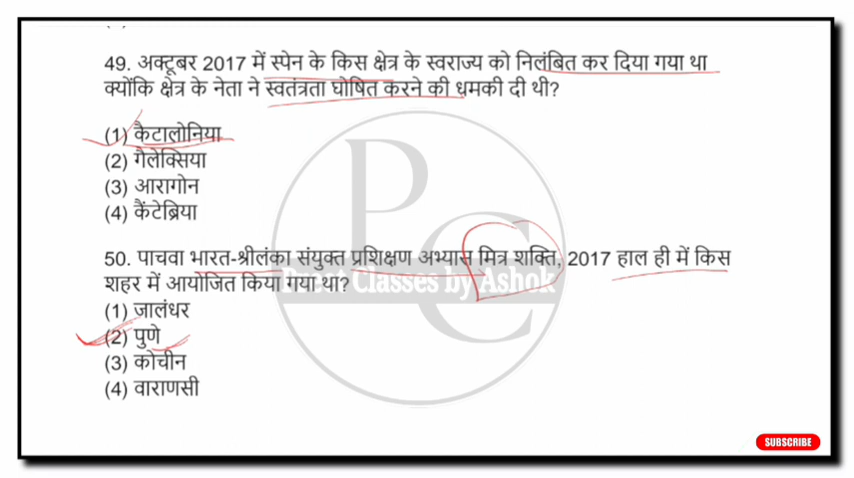 49. अक्टूबर 2017 में स्पेन के किस क्षेत्र के स्वराज्य को निलंबित कर दिया गया था
क्योंकि क्षेत्र के नेता ने स्वतंत्रता घोषित करने की धमकी दी थी?
(1) कैटालोनिया
(2) गैलेक्सिया
(3) आरागोन
(4) कैंटेब्रिया
50. पाचवा भारत-श्रीलंका संयुक्त प्रशिक्षण अभ्यास मित्र शक्ति, 2017 हाल ही में किस
शहर में आयोजित किया गया था?
(1) जालंधर
(2) पुणे
(3) कोचीन
(4) वाराणसी
PC
Classes by Ashok
SUBSCRIBE